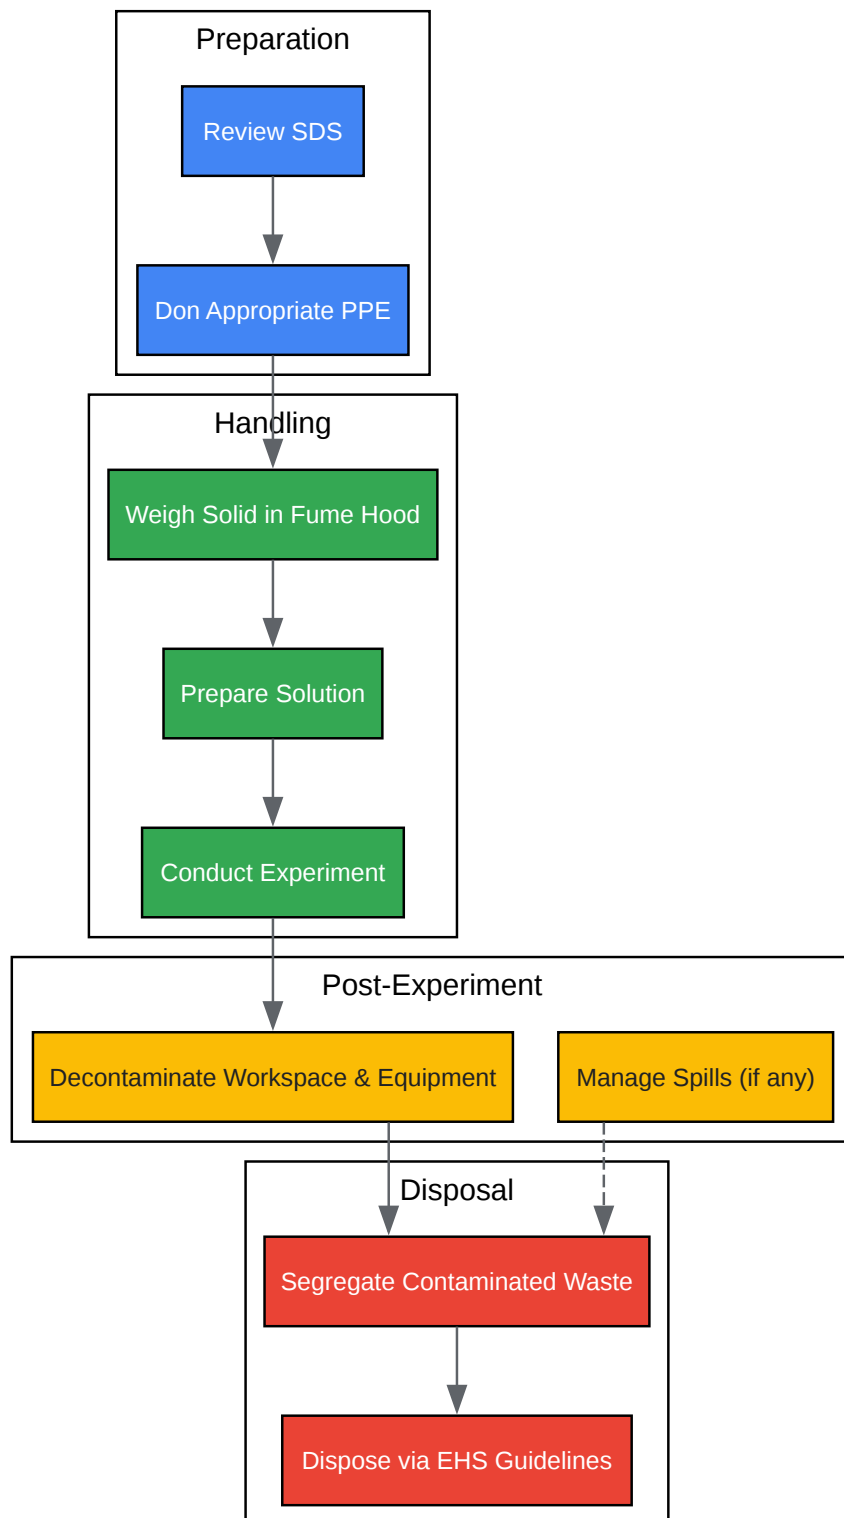 Preparation
Review SDS
Don Appropriate PPE
Handling
Weigh Solid in Fume Hood
Prepare Solution
Conduct Experiment
Post-Experiment
Decontaminate Workspace & Equipment
Manage Spills (if any)
Disposal
Segregate Contaminated Waste
Dispose via EHS Guidelines